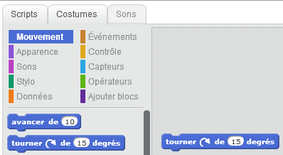 Scripts Costumes Sons
Mouvement Événements
Apparence Contrôle
Sons Capteurs
Stylo Opérateurs
Données Ajouter blocs
avancer de 10
tourner de 15 degrés
tourner de 15 degrés